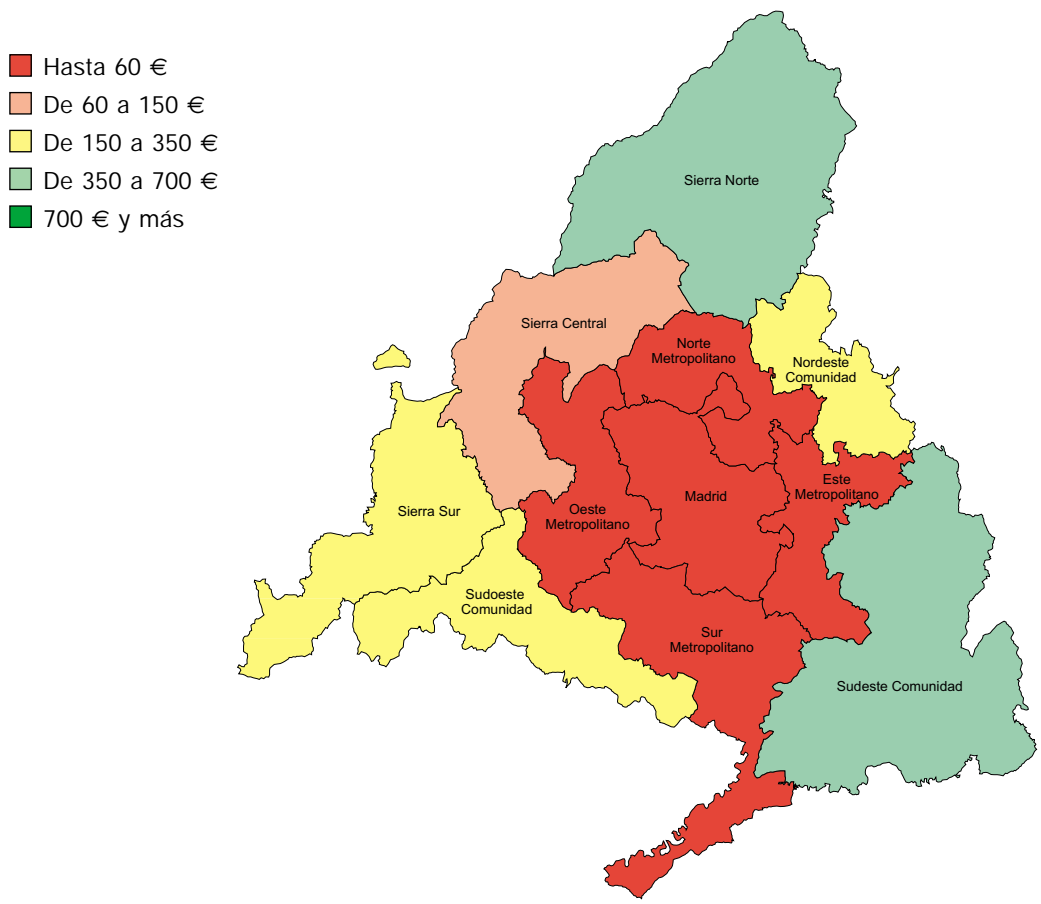 Hasta 60 €
De 60 a 150 €
De 150 a 350 €
De 350 a 700 €
700 € y más
Sierra Norte
Sierra Central
Norte
Metropolitano
Nordeste
Comunidad
Este
Metropolitano
Madrid
Oeste
Metropolitano
Sierra Sur
Sudoeste
Comunidad
Sur
Metropolitano
Sudeste Comunidad